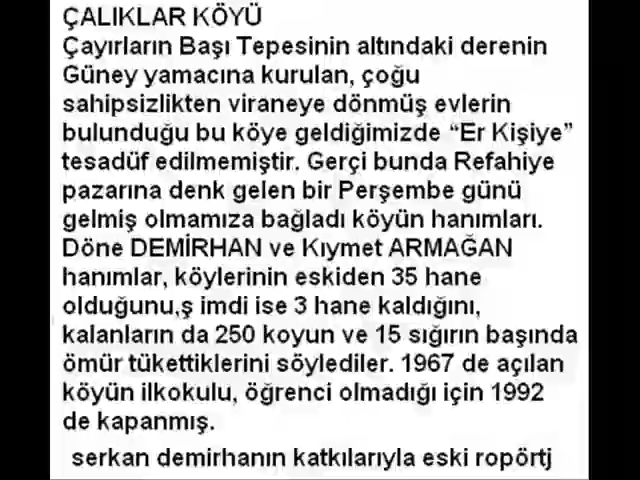 ÇALIKLAR KÖYÜ
Çayırların Başı Tepesinin altındaki derenin
Güney yamacına kurulan, çoğu
sahipsizlikten viraneye dönmüş evlerin
bulunduğu bu köye geldiğimizde “Er Kişiye”
tesadüf edilmemiştir. Gerçi bunda Refahiye
pazarına denk gelen bir Perşembe günü
gelmiş olmamıza bağladı köyün hanımları.
Döne DEMİRHAN ve Kıymet ARMAĞAN
hanımlar, köylerinin eskiden 35 hane
olduğunu,ş imdi ise 3 hane kaldığını,
kalanların da 250 koyun ve 15 sığırın başında
ömür tükettiklerini söylediler. 1967 de açılan
köyün ilkokulu, öğrenci olmadığı için 1992
de kapanmış.
serkan demirhanın katkılarıyla eski ropörtj